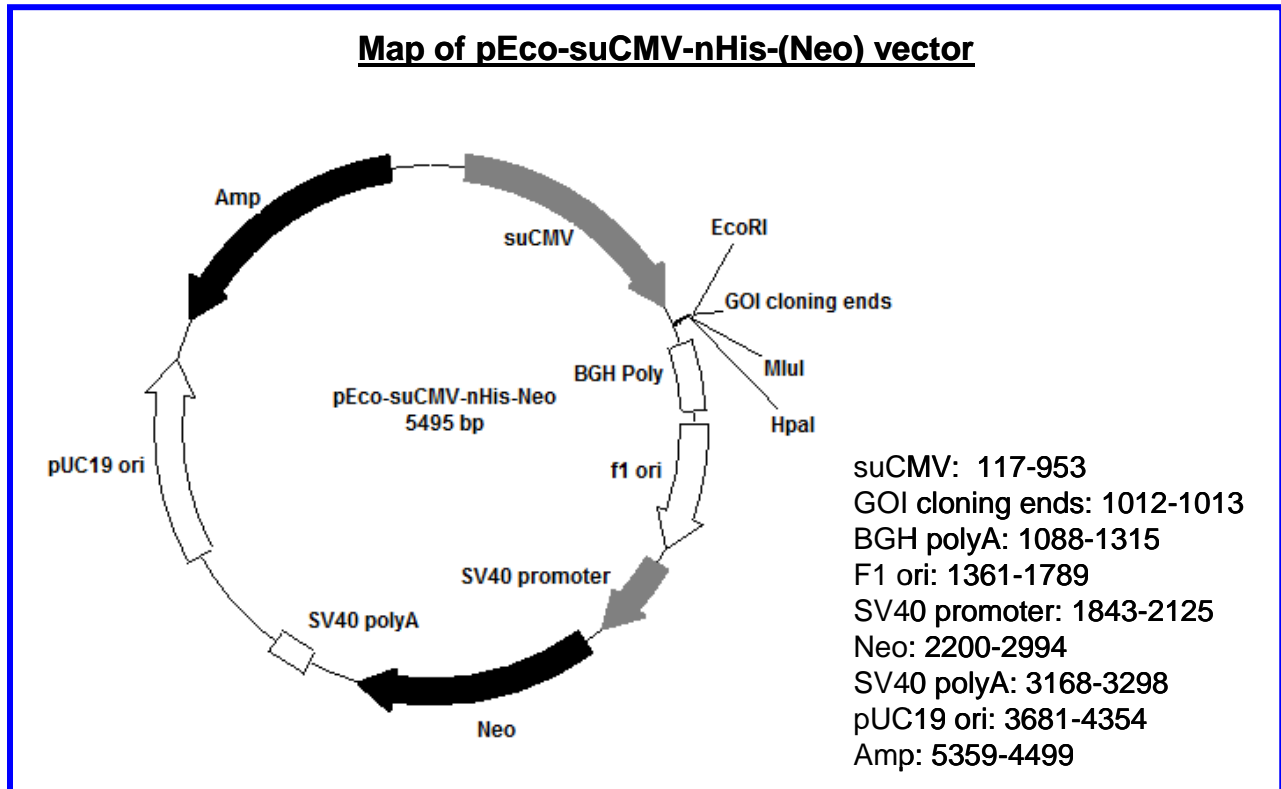 Map of pEco-suCMV-nHis-(Neo) vector
Amp
suCMV
EcoRI
GOI cloning ends
MluI
HpaI
BGH Poly
pEco-suCMV-nHis-Neo
5495 bp
f1 ori
pUC19 ori
SV40 promoter
SV40 polyA
Neo
suCMV: 117-953
GOI cloning ends: 1012-1013
BGH polyA: 1088-1315
F1 ori: 1361-1789
SV40 promoter: 1843-2125
Neo: 2200-2994
SV40 polyA: 3168-3298
pUC19 ori: 3681-4354
Amp: 5359-4499